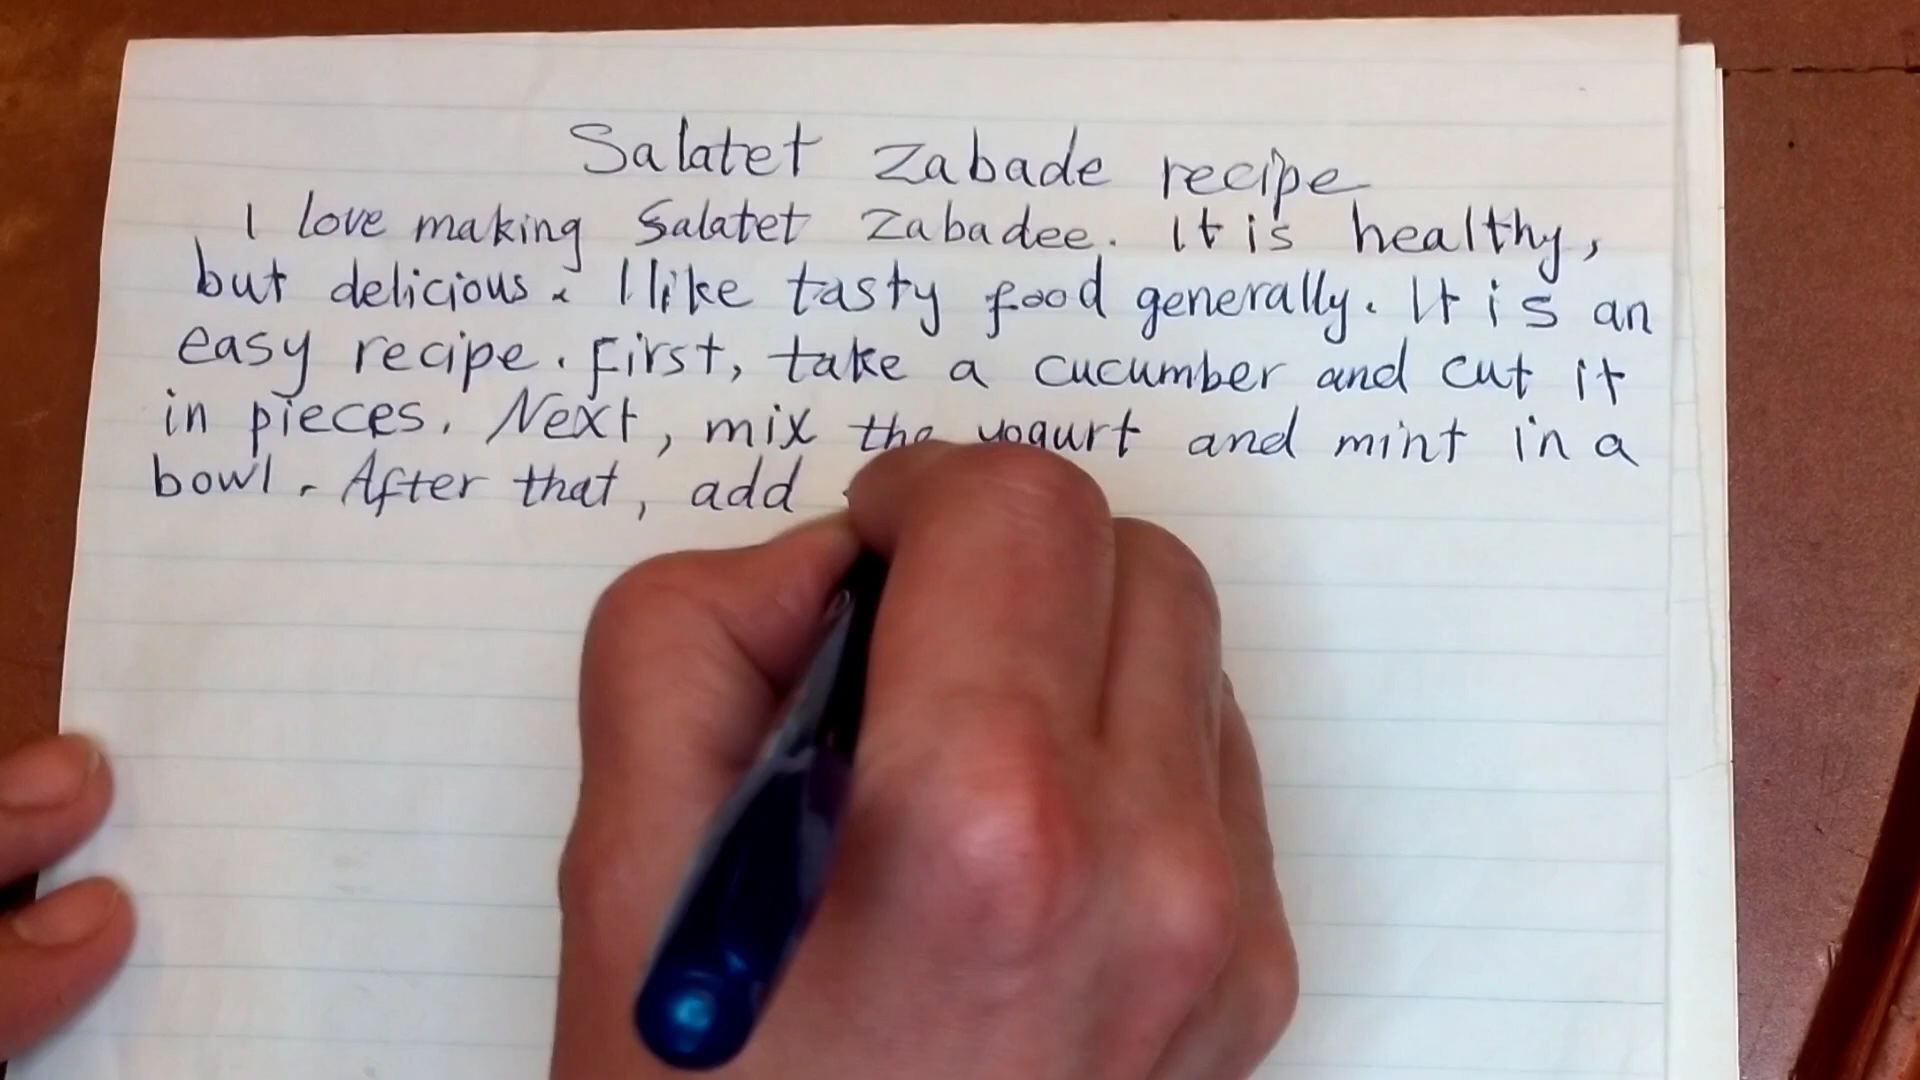 Salatet Zabade recipe
I love making Salatet Zabadee. It is healthy,
but delicious. I like tasty food generally. It is an
easy recipe. First, take a cucumber and cut it
in pieces. Next, mix the yogurt and mint in a
bowl. After that, add